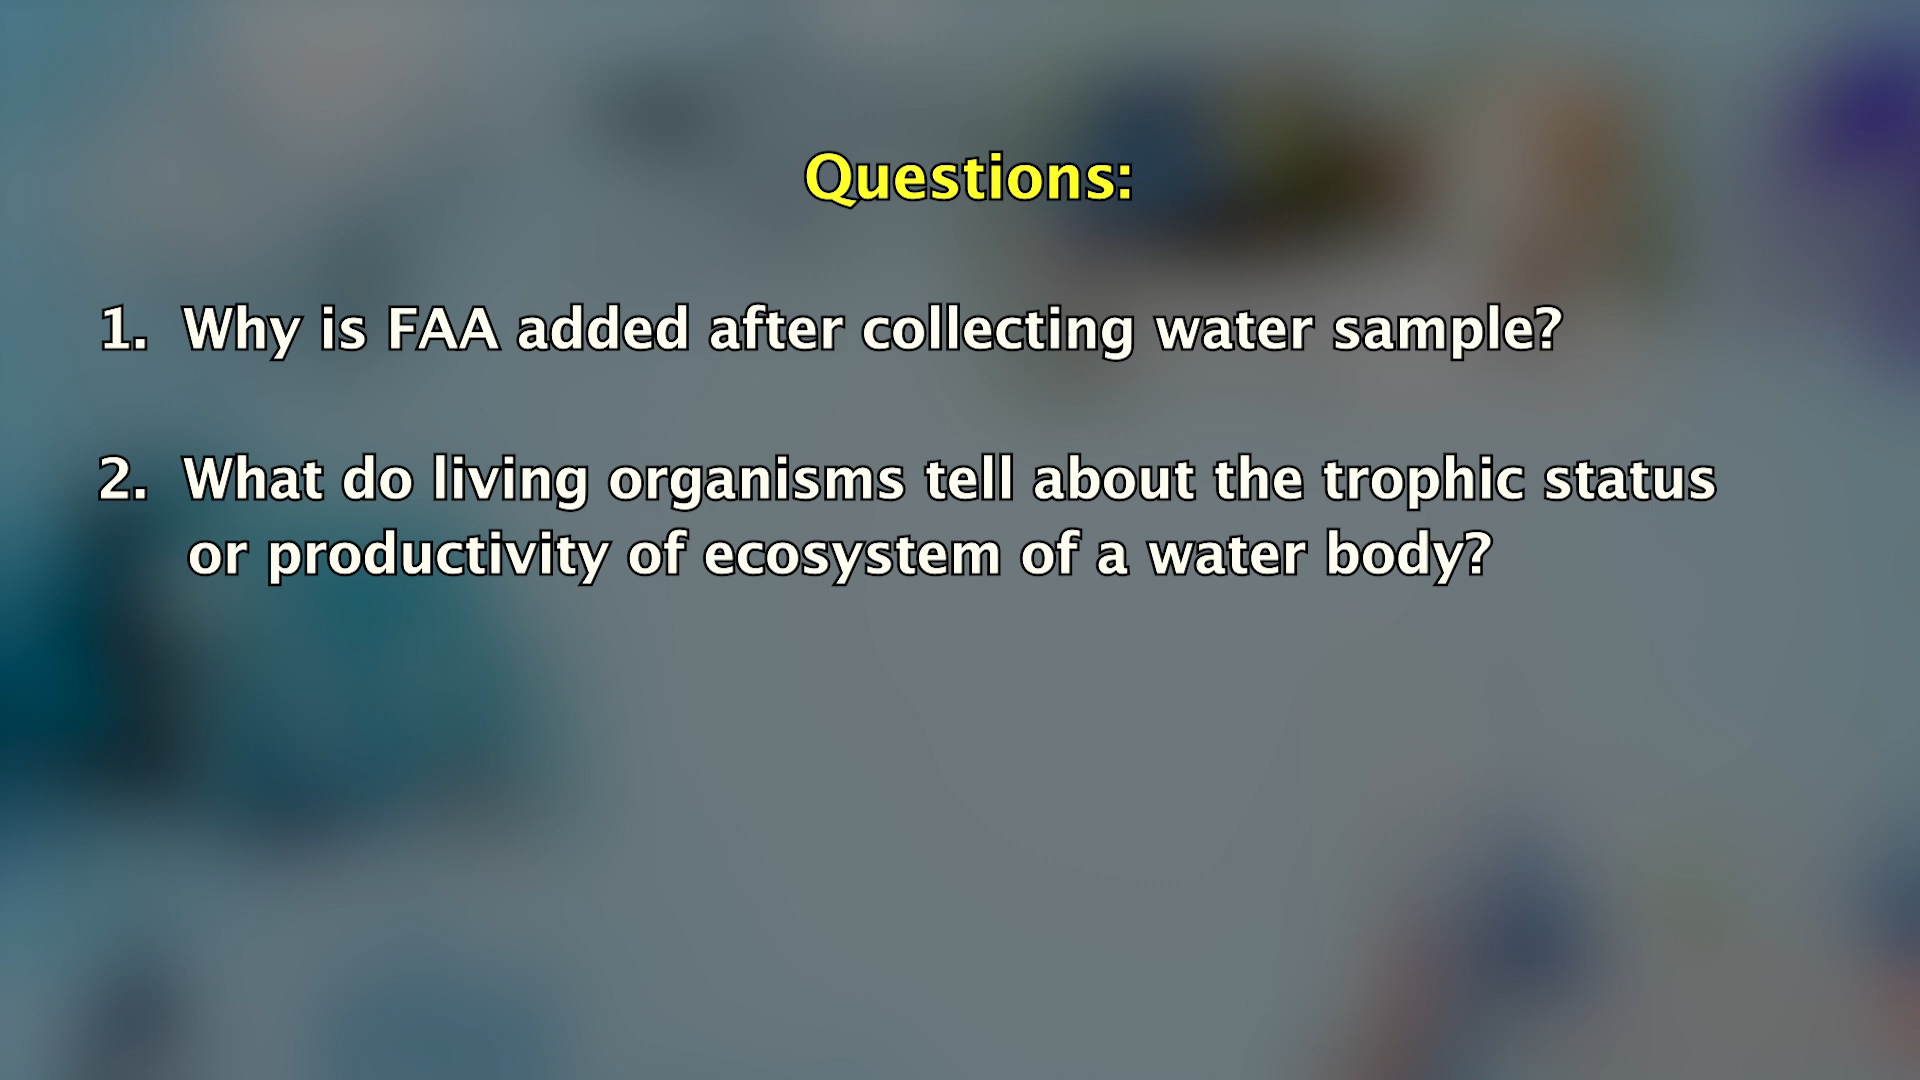 Questions:
1. Why is FAA added after collecting water sample?
2. What do living organisms tell about the trophic status
or productivity of ecosystem of a water body?